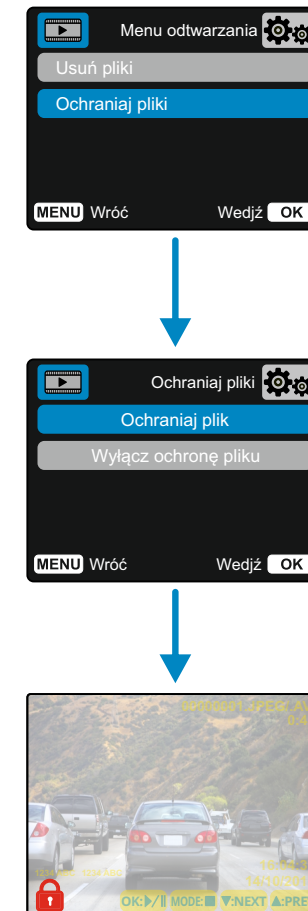 Menu odtwarzania
Usuń pliki
Ochraniaj pliki
MENU Wróć Wedjź OK
Ochraniaj pliki
Ochraniaj plik
Wyłącz ochronę pliku
MENU Wróć Wedjź OK
OK: MODE: NEXT